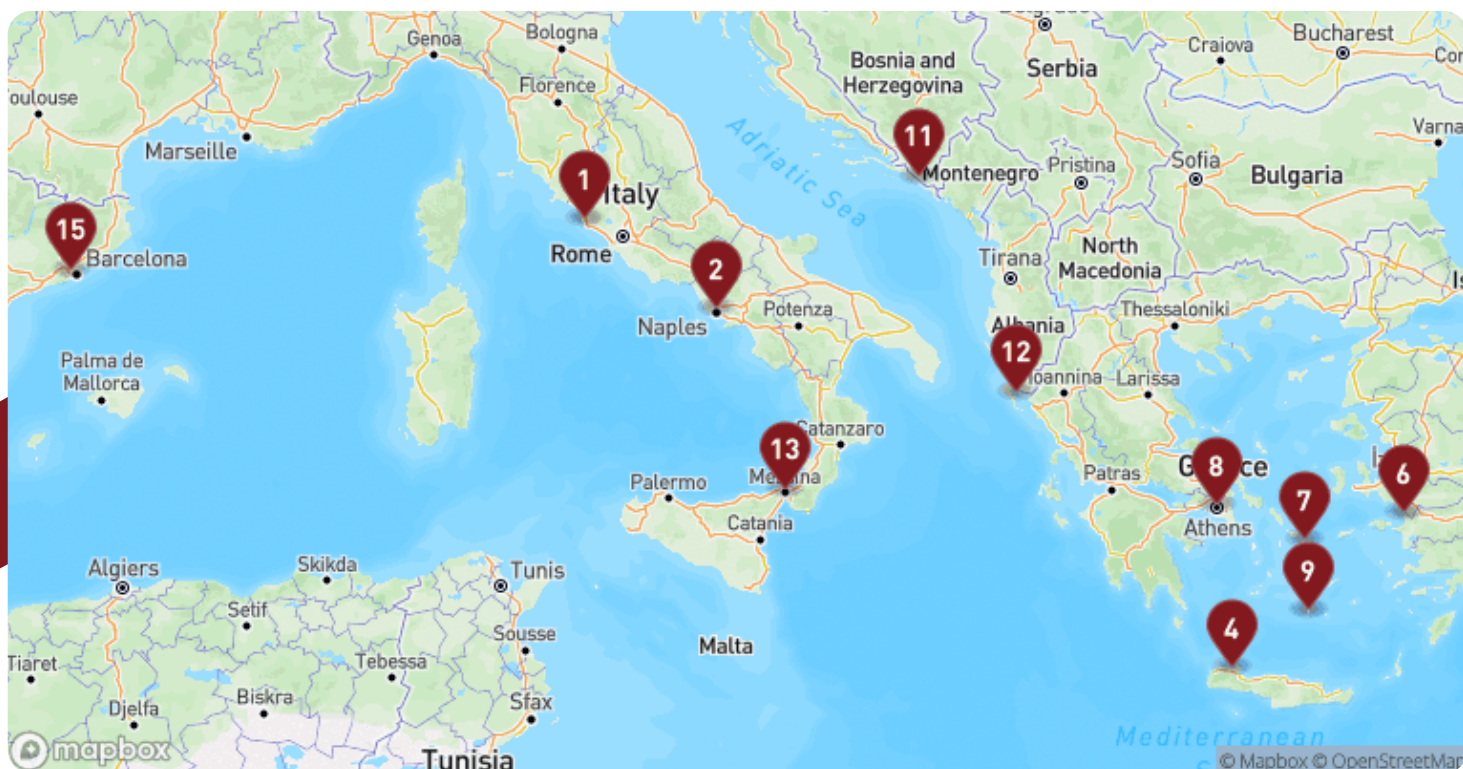 Genoa
Bologna
Craiova
Bucharest
Bosnia and
Herzegovina
Serbia
Florence
Marseille
Adriatic Sea
11
Montenegro
Pristina
Sofia
Varna
Bulgaria
1
Italy
Rome
15
Barcelona
2
Naples
Potenza
Tirana
North
Macedonia
Thessaloniki
Albania
12
Larissa
Palma de
Mallorca
13
Palermo
Catania
Patras
8
Athens
6
7
9
4
Algiers
Skikda
Tunis
Setif
Sousse
Malta
Tiaret
Tebessa
Biskra
Sfax
Djelfa
Tunisia
Mediterranean
mapbox
© Mapbox © OpenStreetMap